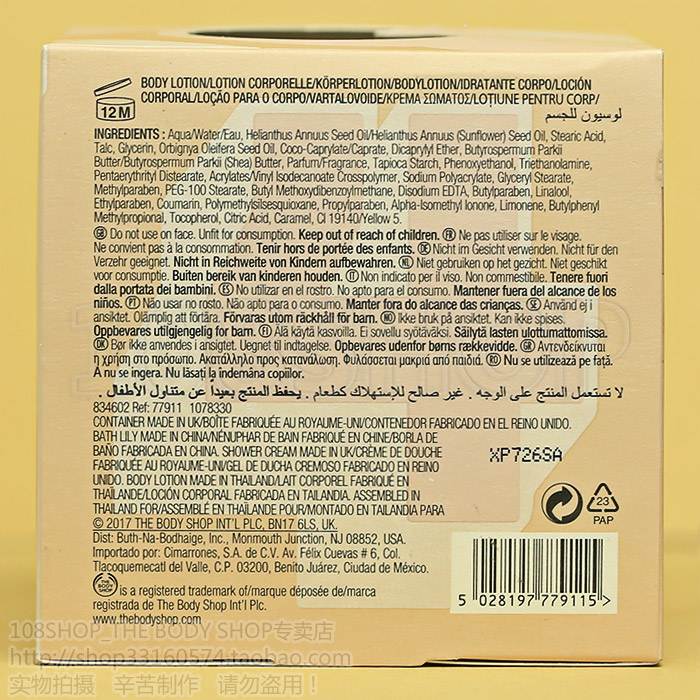 12M
BODY LOTION/LOTION CORPORELLE/KÖRPERLOTION/BODYLOTION/IDRATANTE CORPO/LOCIÓN
CORPORAL/LOÇÃO PARA O CORPO/VARTALOVOIDE/ΚΡΕΜΑ ΣΩΜΑΤΟΣ/LOŢIUNE PENTRU CORP/
لوسيون للجسم
INGREDIENTS : Aqua/Water/Eau, Helianthus Annuus Seed Oil/Helianthus Annuus (Sunflower) Seed Oil, Stearic Acid,
Talc, Glycerin, Orbignya Oleifera Seed Oil, Coco-Caprylate/Caprate, Dicaprylyl Ether, Butyrospermum Parkii
Butter/Butyrospermum Parkii (Shea) Butter, Parfum/Fragrance, Tapioca Starch, Phenoxyethanol, Triethanolamine,
Pentaerythrityl Distearate, Acrylates/Vinyl Isodecanoate Crosspolymer, Sodium Polyacrylate, Glyceryl Stearate,
Methylparaben, PEG-100 Stearate, Butyl Methoxydibenzoylmethane, Disodium EDTA, Butylparaben, Linalool,
Ethylparaben, Coumarin, Polymethylsilsesquioxane, Propylparaben, Alpha-Isomethyl Ionone, Limonene, Butylphenyl
Methylpropional, Tocopherol, Citric Acid, Caramel, CI 19140/Yellow 5.
GB Do not use on face. Unfit for consumption. Keep out of reach of children. FR Ne pas utiliser sur le visage.
Ne convient pas à la consommation. Tenir hors de portée des enfants. DE Nicht im Gesicht verwenden. Nicht für den
Verzehr geeignet. Nicht in Reichweite von Kindern aufbewahren. NL Niet gebruiken op het gezicht. Niet geschikt
voor consumptie. Buiten bereik van kinderen houden. IT Non indicato per il viso. Non commestibile. Tenere fuori
dalla portata dei bambini. ES No utilizar en el rostro. No apto para el consumo. Mantener fuera del alcance de los
niños. PT Não usar no rosto. Não apto para o consumo. Manter fora do alcance das crianças. SE Använd ej i
ansiktet. Olämplig att förtära. Förvaras utom räckhåll för barn. NO Ikke bruk på ansiktet. Kan ikke spises.
Oppbevares utilgjengelig for barn. FI Älä käytä kasvoilla. Ei sovellu syötäväksi. Säilytä lasten ulottumattomissa.
DK Bør ikke anvendes i ansigtet. Uegnet til indtagelse. Opbevares udenfor børns rækkevidde. GR Αντενδείκνυται
η χρήση στο πρόσωπο. Ακατάλληλο προς κατανάλωση. Φυλάσσεται μακριά από παιδιά. RO Nu se utilizează pe față.
A nu se ingera. Nu lăsați la îndemâna copiilor.
لا تستعمل المنتج على الوجه . غير صالح للإستهلاك كطعام . يحفظ المنتج بعيداً عن متناول الأطفال .
834602 Ref: 77911 1078330
CONTAINER MADE IN UK/BOÎTE FABRIQUÉE AU ROYAUME-UNI/CONTENEDOR FABRICADO EN EL REINO UNIDO.
BATH LILY MADE IN CHINA/NÉNUPHAR DE BAIN FABRIQUÉ EN CHINE/BORLA DE
BAÑO FABRICADA EN CHINA. SHOWER CREAM MADE IN UK/CRÈME DE DOUCHE
FABRIQUÉE AU ROYAUME-UNI/GEL DE DUCHA CREMOSO FABRICADO EN REINO
UNIDO. BODY LOTION MADE IN THAILAND/LAIT CORPOREL FABRIQUÉ EN
THAÏLANDE/LOCIÓN CORPORAL FABRICADA EN TAILANDIA. ASSEMBLED IN
THAILAND FOR/ASSEMBLÉ EN THAÏLANDE POUR/MONTADO EN TAILANDIA PARA
© 2017 THE BODY SHOP INT'L PLC, BN17 6LS, UK.
XP726SA
Dist: Buth-Na-Bodhaige, Inc., Monmouth Junction, NJ 08852, USA.
Importado por: Cimarrones, S.A. de C.V. Av. Félix Cuevas # 6, Col.
Tlacoquemecatl del Valle, C.P. 03200, Benito Juárez, Ciudad de México.
23
PAP
THE BODY SHOP is a registered trademark of/marque déposée de/marca
registrada de The Body Shop Int'l Plc.
www.thebodyshop.com
5 028197 779115 >
108SHOP_THE BODY SHOP专卖店
http://shop33160574.taobao.com
实物拍摄 辛苦制作 请勿盗用！